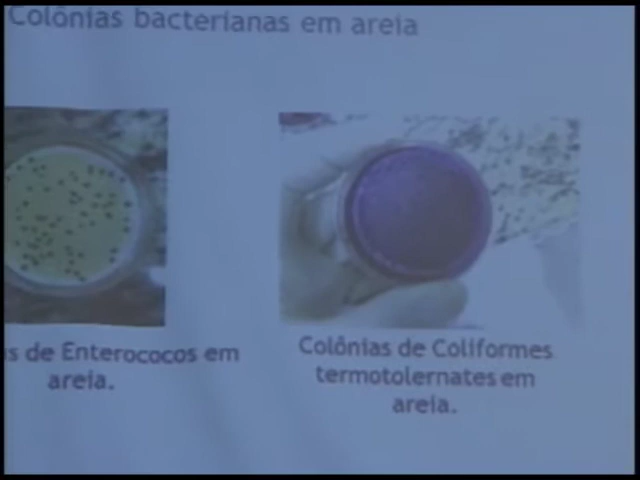 Colônias bacterianas em areia
s de Enterococos em
areia.
Colônias de Coliformes
termotolernates em
areia.